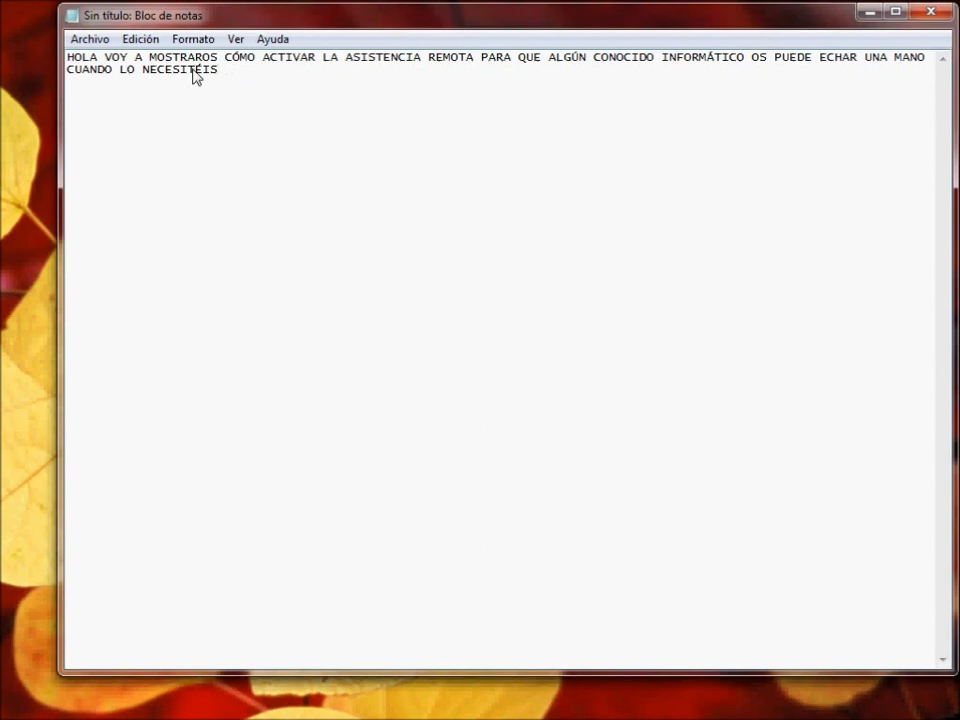 Sin título: Bloc de notas
Archivo Edición Formato Ver Ayuda
HOLA VOY A MOSTRAROS CÓMO ACTIVAR LA ASISTENCIA REMOTA PARA QUE ALGÚN CONOCIDO INFORMÁTICO OS PUEDE ECHAR UNA MANO
CUANDO LO NECESITÉIS